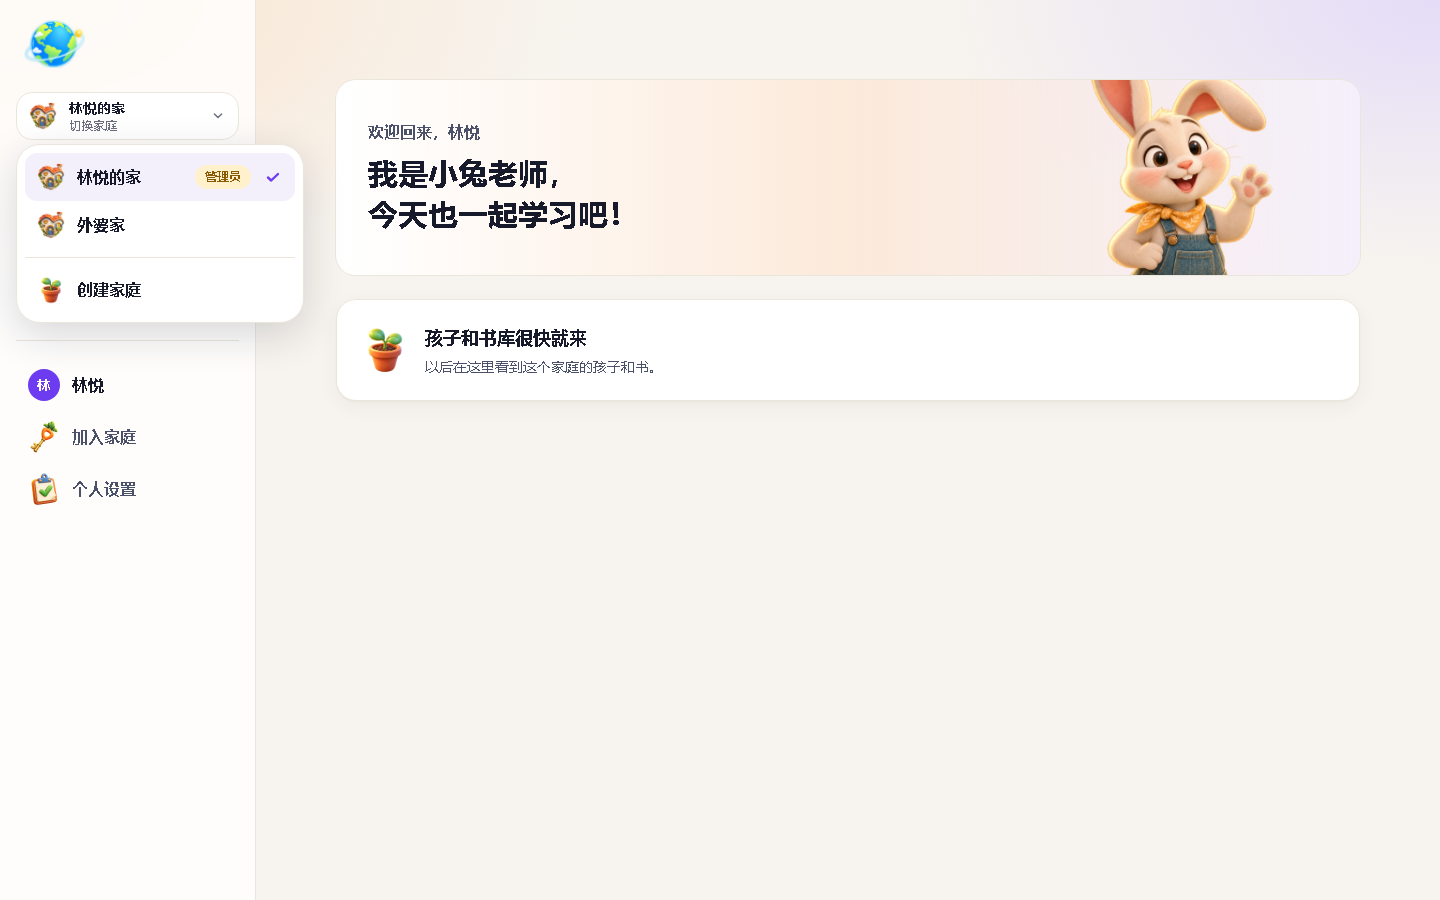 林悦的家
切换家庭
林悦的家 管理员
外婆家
创建家庭
林 林悦
加入家庭
个人设置
欢迎回来，林悦
我是小兔老师，
今天也一起学习吧！
孩子和书库很快就来
以后在这里看到这个家庭的孩子和书。